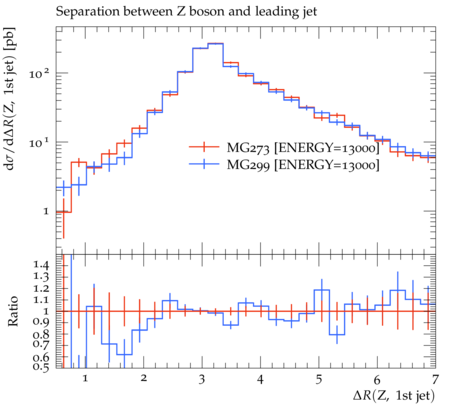 Separation between Z boson and leading jet
dσ/dΔR(Z, 1st jet) [pb]
10²
10¹
1
MG273 [ENERGY=13000]
MG299 [ENERGY=13000]
Ratio
1.4
1.3
1.2
1.1
1
0.9
0.8
0.7
0.6
0.5
1 2 3 4 5 6 7
ΔR(Z, 1st jet)